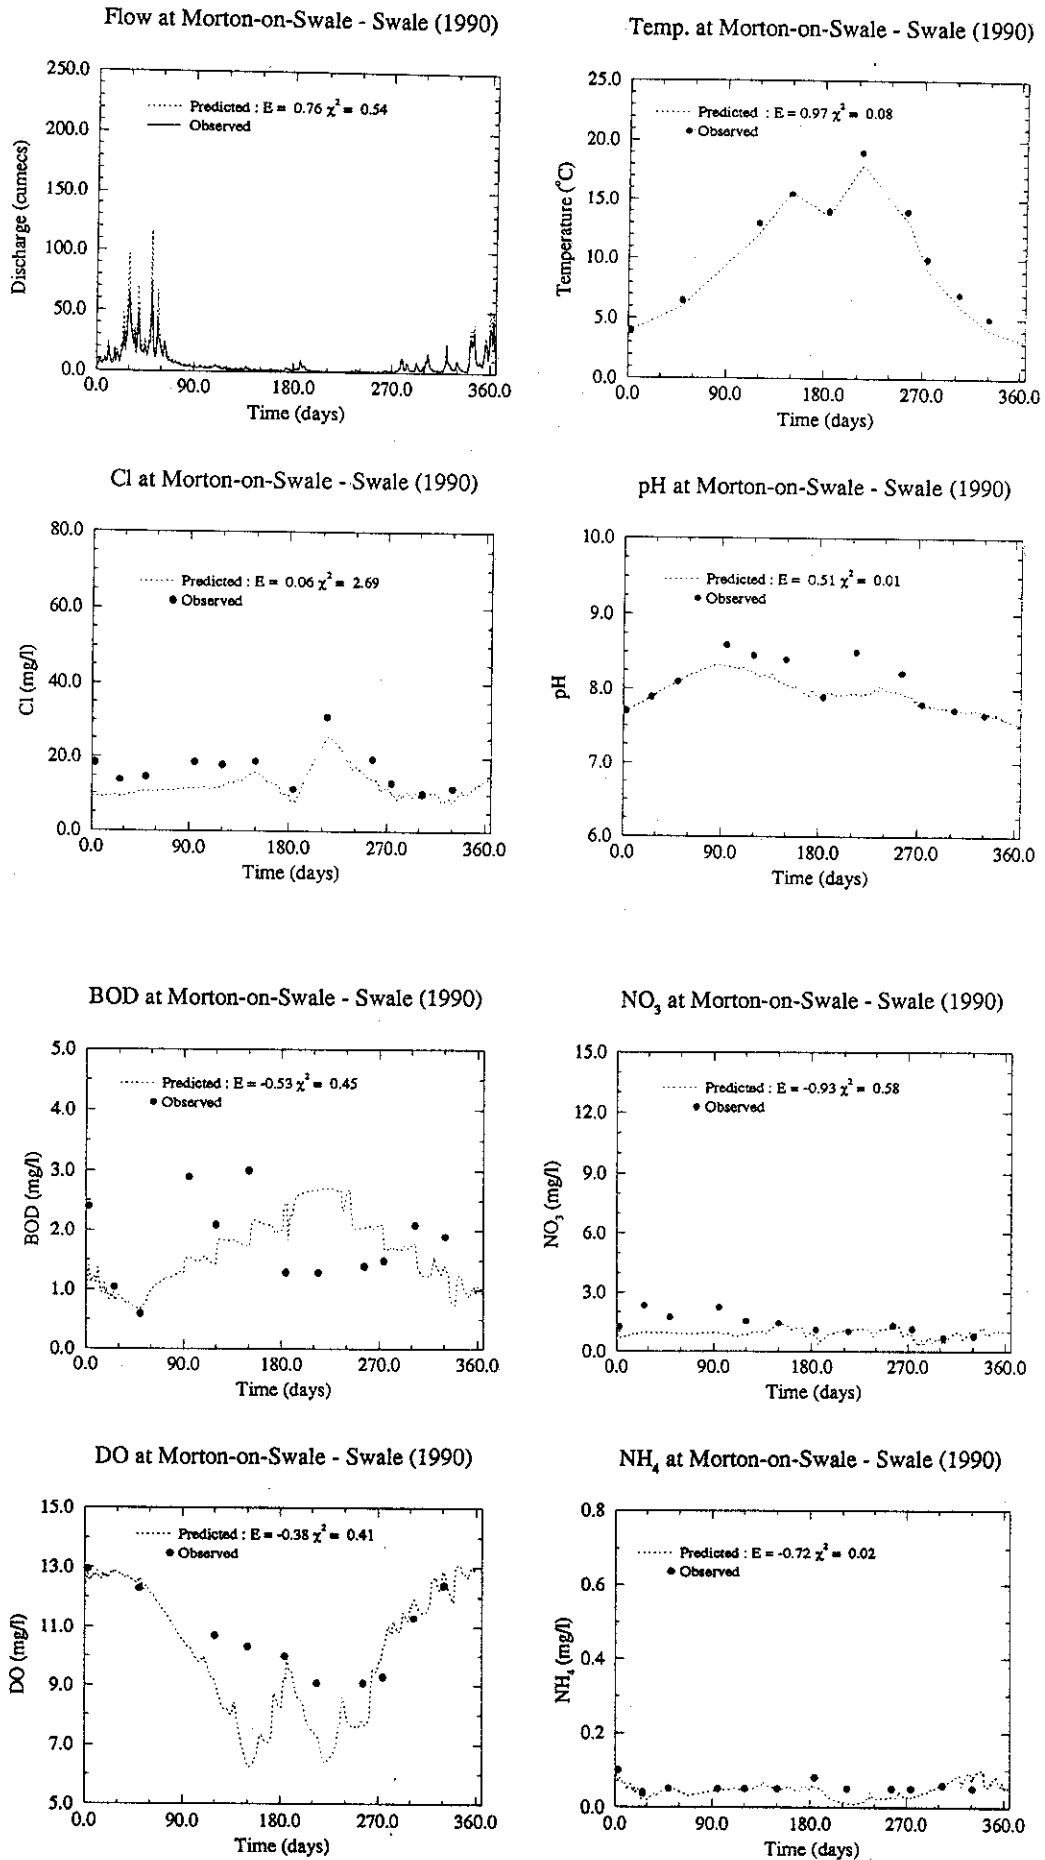 Flow at Morton-on-Swale - Swale (1990)
250.0
200.0
150.0
100.0
50.0
0.0
Discharge (cumecs)
Predicted : E = 0.76 χ² = 0.54
Observed
0.0 90.0 180.0 270.0 360.0
Time (days)
Temp. at Morton-on-Swale - Swale (1990)
25.0
20.0
15.0
10.0
5.0
0.0
Temperature (°C)
Predicted : E = 0.97 χ² = 0.08
Observed
0.0 90.0 180.0 270.0 360.0
Time (days)
Cl at Morton-on-Swale - Swale (1990)
80.0
60.0
40.0
20.0
0.0
Cl (mg/l)
Predicted : E = 0.06 χ² = 2.69
Observed
0.0 90.0 180.0 270.0 360.0
Time (days)
pH at Morton-on-Swale - Swale (1990)
10.0
9.0
8.0
7.0
6.0
pH
Predicted : E = 0.51 χ² = 0.01
Observed
0.0 90.0 180.0 270.0 360.0
Time (days)
BOD at Morton-on-Swale - Swale (1990)
5.0
4.0
3.0
2.0
1.0
0.0
BOD (mg/l)
Predicted : E = -0.53 χ² = 0.45
Observed
0.0 90.0 180.0 270.0 360.0
Time (days)
NO₃ at Morton-on-Swale - Swale (1990)
15.0
12.0
9.0
6.0
3.0
0.0
NO₃ (mg/l)
Predicted : E = -0.93 χ² = 0.58
Observed
0.0 90.0 180.0 270.0 360.0
Time (days)
DO at Morton-on-Swale - Swale (1990)
15.0
13.0
11.0
9.0
7.0
5.0
DO (mg/l)
Predicted : E = -0.38 χ² = 0.41
Observed
0.0 90.0 180.0 270.0 360.0
Time (days)
NH₄ at Morton-on-Swale - Swale (1990)
0.8
0.6
0.4
0.2
0.0
NH₄ (mg/l)
Predicted : E = -0.72 χ² = 0.02
Observed
0.0 90.0 180.0 270.0 360.0
Time (days)